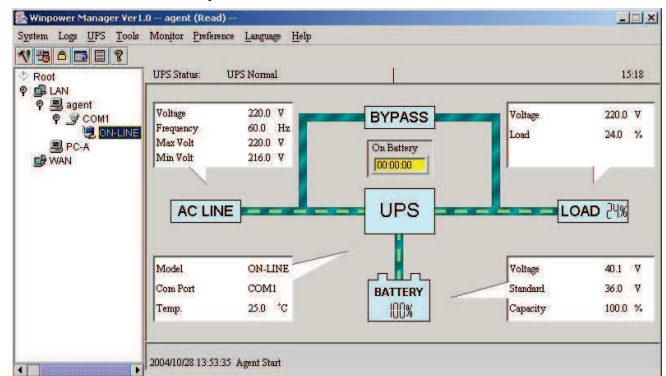 Winpower Manager Ver1.0 -- agent (Read) --
System Logs UPS Tools Monitor Preference Language Help
Root
LAN
agent
COM1
ON-LINE
PC-A
WAN
UPS Status: UPS Normal 15:18
Voltage 220.0 V
Frequency 60.0 Hz
Max Volt 220.0 V
Min Volt 216.0 V
BYPASS
On Battery
00:00:00
Voltage 220.0 V
Load 24.0 %
AC LINE
UPS
LOAD 24%
Model ON-LINE
Com Port COM1
Temp. 25.0 °C
BATTERY
100%
Voltage 40.1 V
Standard 36.0 V
Capacity 100.0 %
2004/10/28 13:53:35 Agent Start